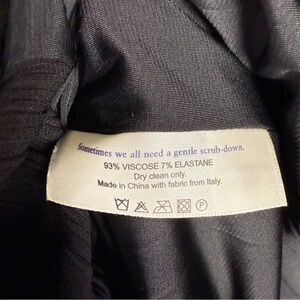 Sometimes we all need a gentle scrub-down.
93% VISCOSE 7% ELASTANE
Dry clean only.
Made in China with fabric from Italy.
P